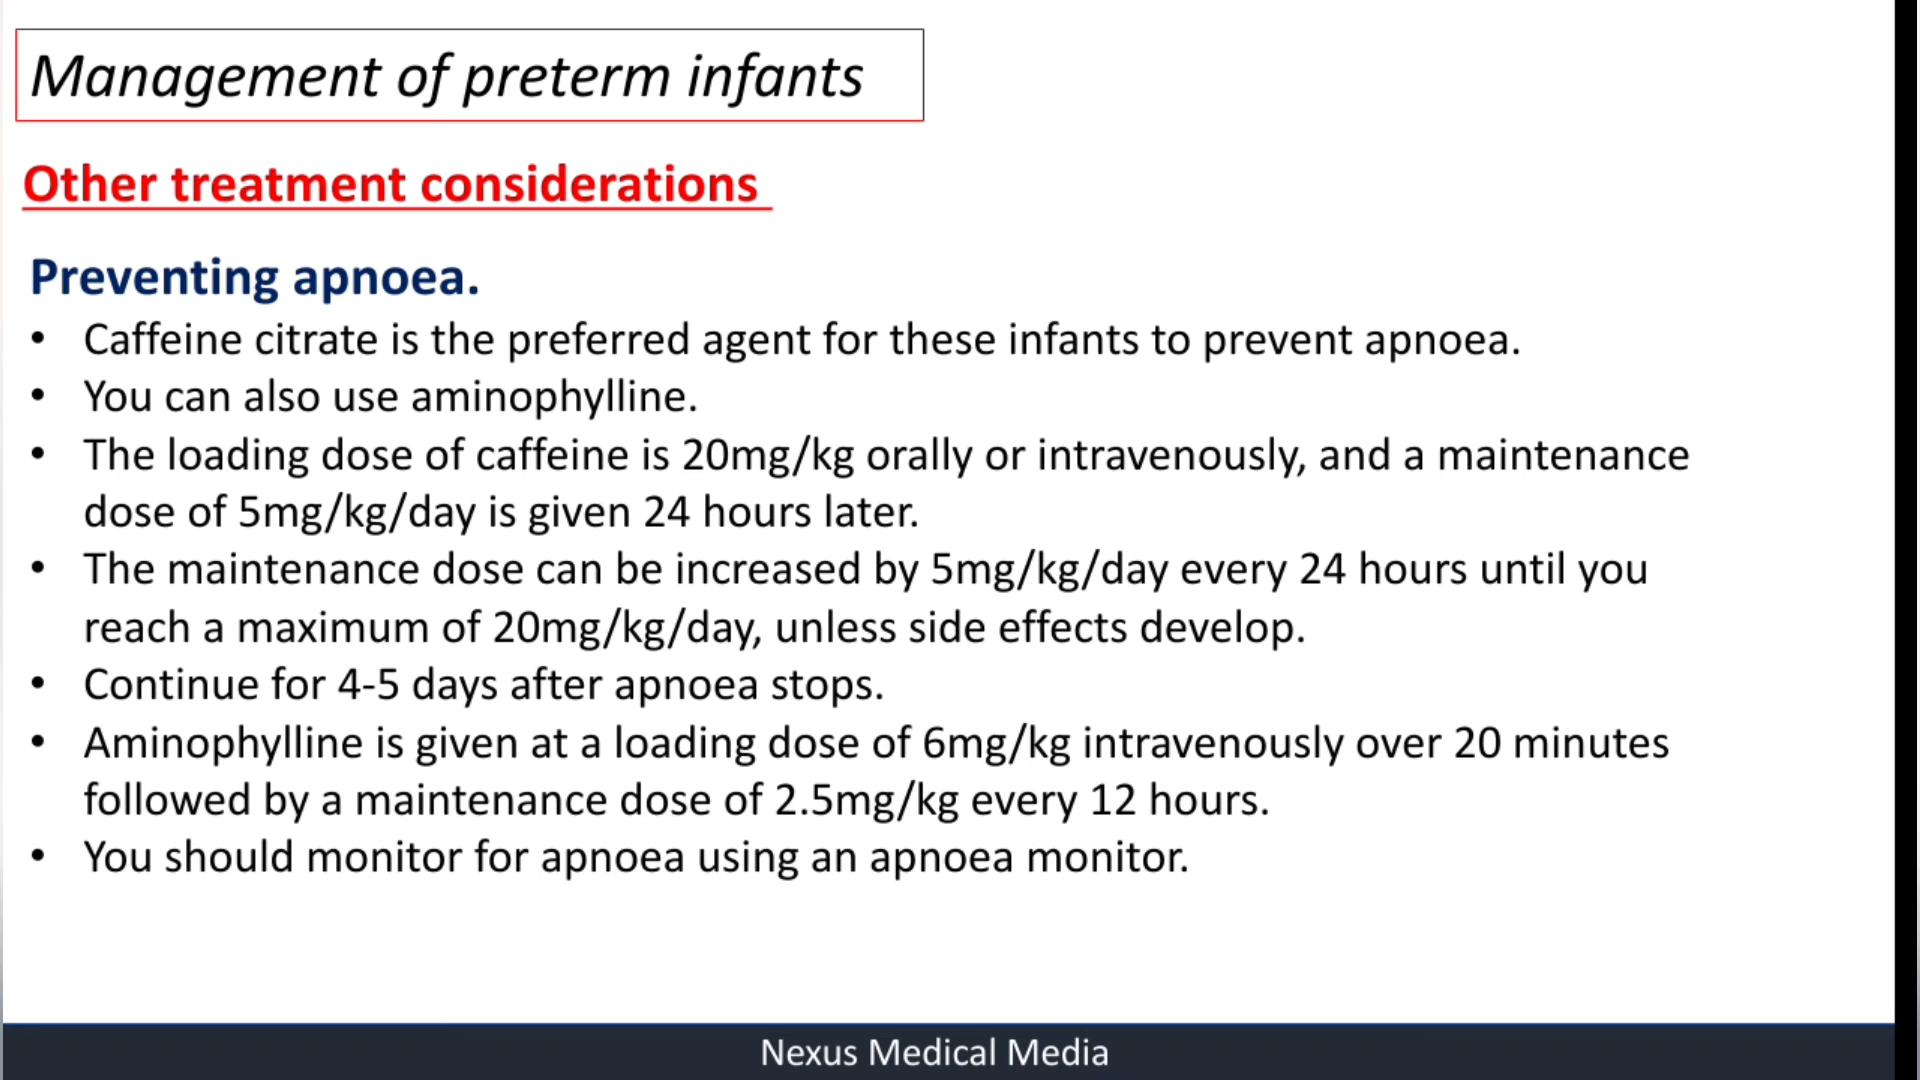 Management of preterm infants
Other treatment considerations
Preventing apnoea.
• Caffeine citrate is the preferred agent for these infants to prevent apnoea.
• You can also use aminophylline.
• The loading dose of caffeine is 20mg/kg orally or intravenously, and a maintenance
dose of 5mg/kg/day is given 24 hours later.
• The maintenance dose can be increased by 5mg/kg/day every 24 hours until you
reach a maximum of 20mg/kg/day, unless side effects develop.
• Continue for 4-5 days after apnoea stops.
• Aminophylline is given at a loading dose of 6mg/kg intravenously over 20 minutes
followed by a maintenance dose of 2.5mg/kg every 12 hours.
• You should monitor for apnoea using an apnoea monitor.
Nexus Medical Media